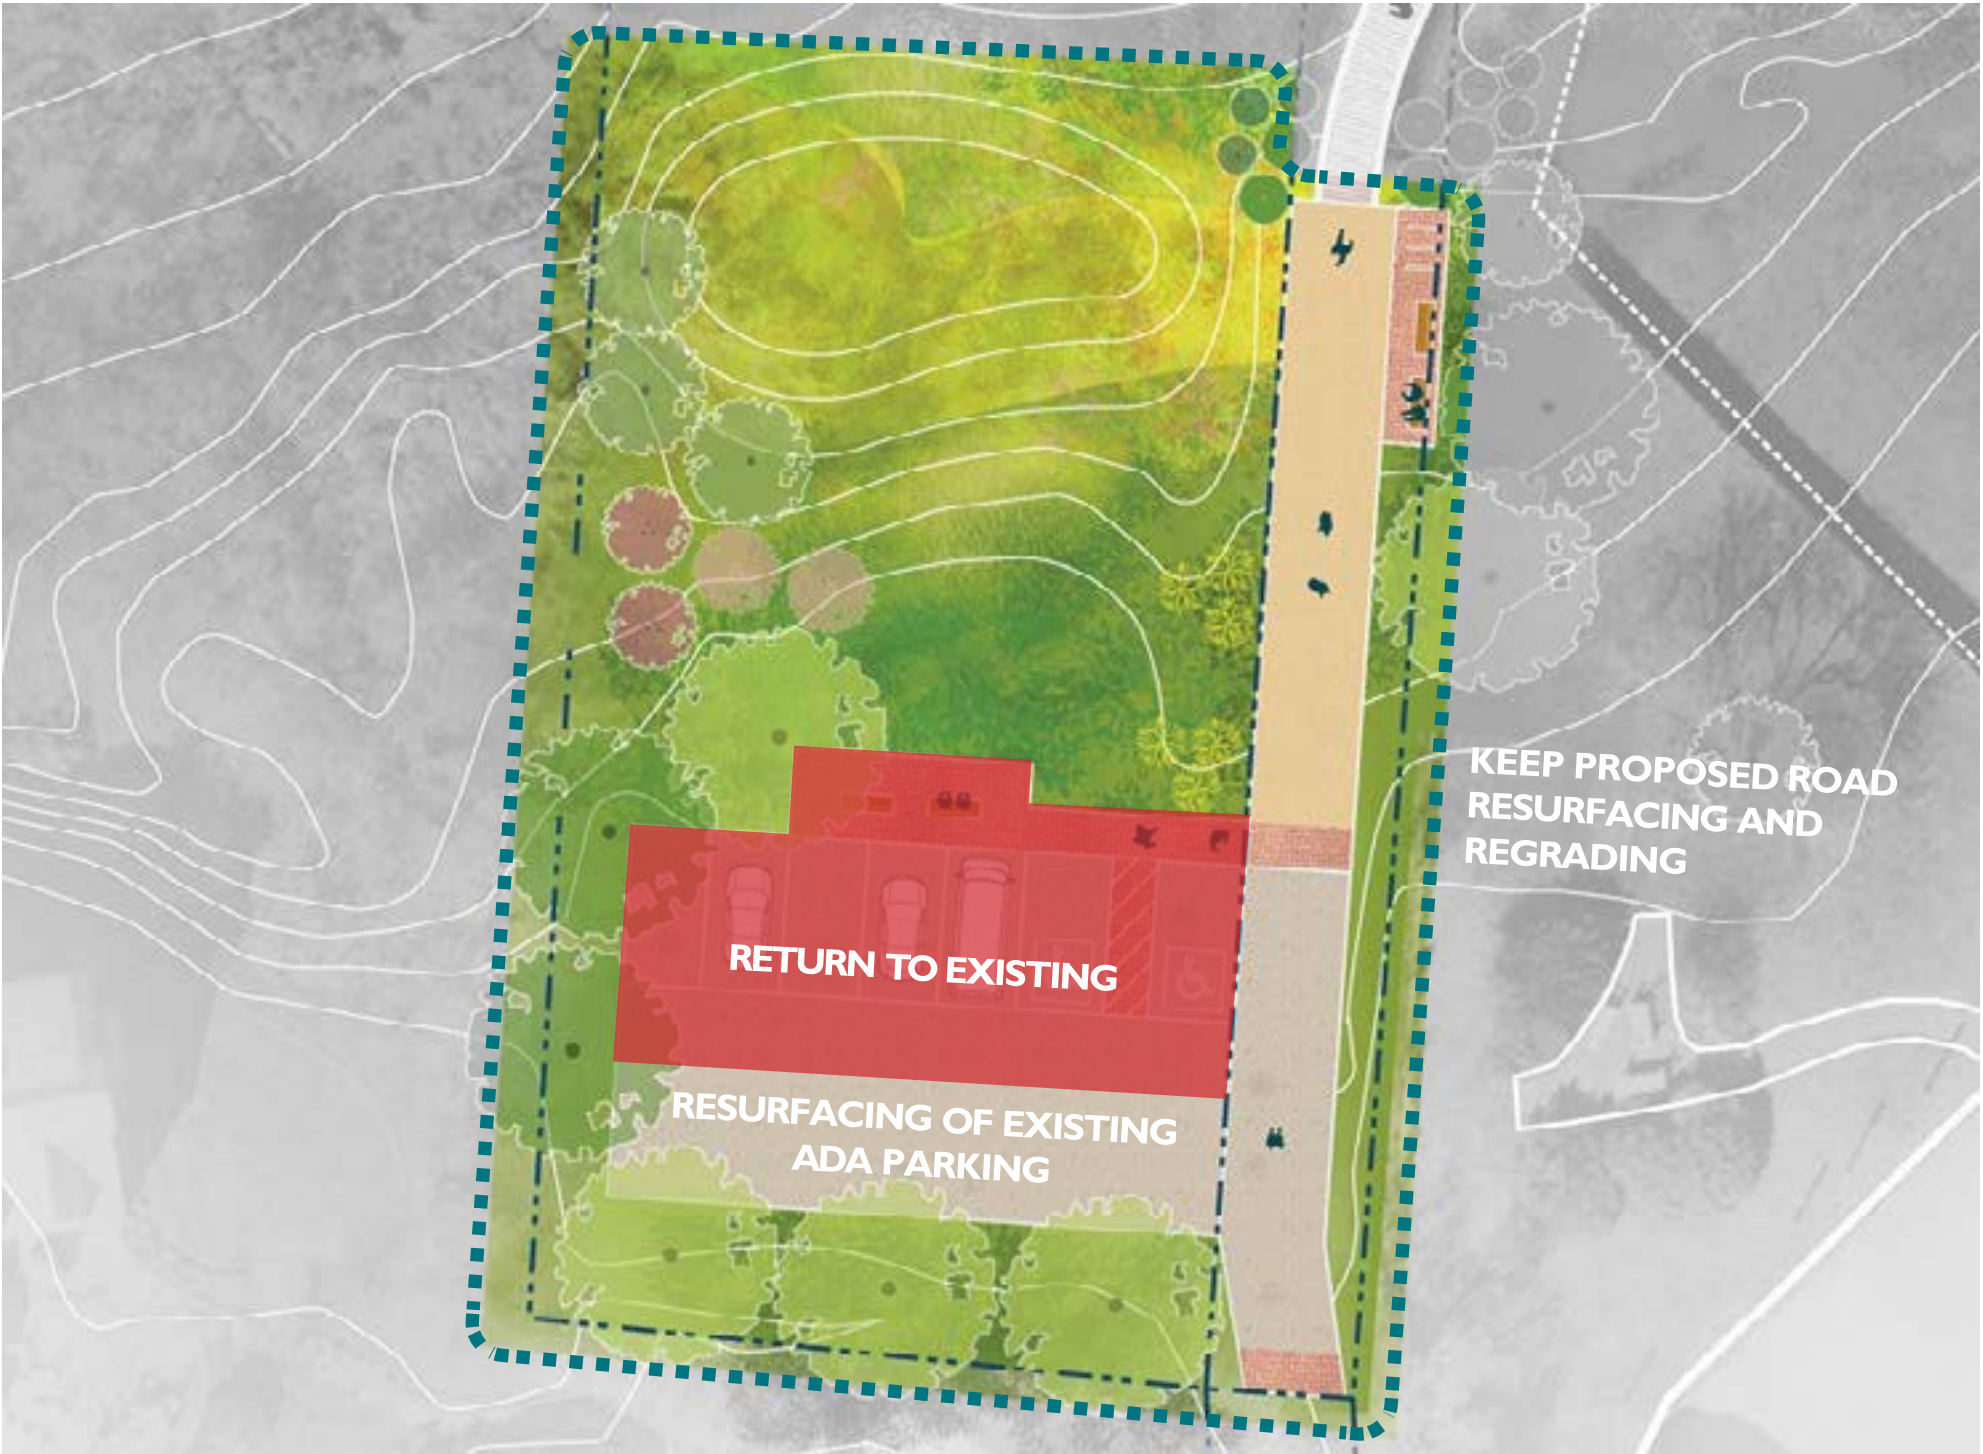 KEEP PROPOSED ROAD
RESURFACING AND
REGRADING
RETURN TO EXISTING
RESURFACING OF EXISTING
ADA PARKING